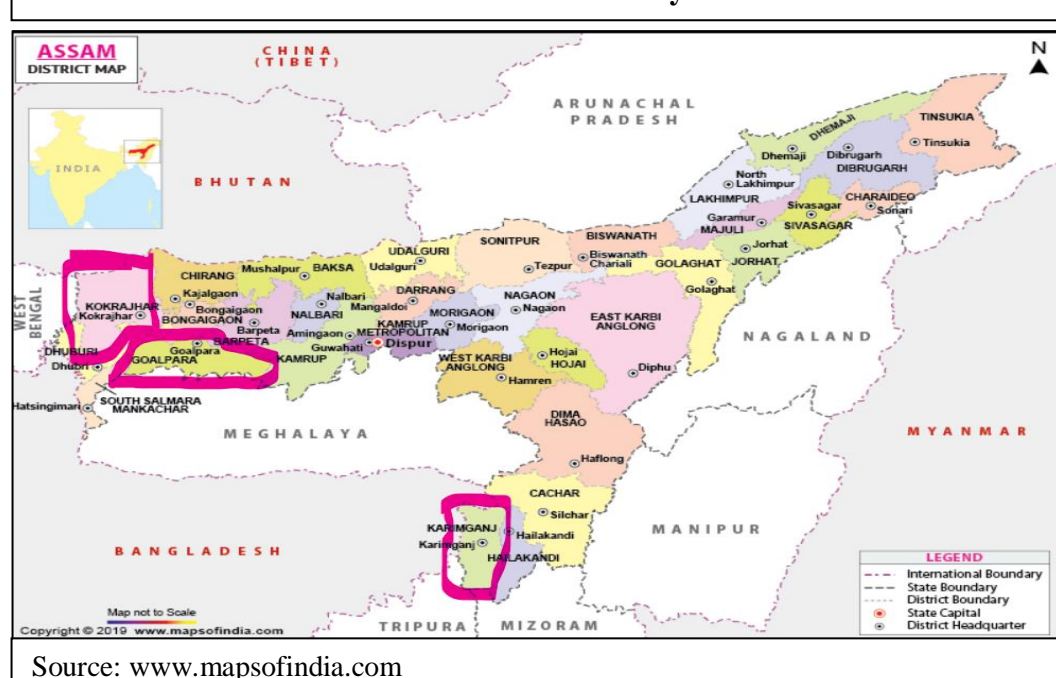 ASSAM
DISTRICT MAP
CHINA
(TIBET)
N
ARUNACHAL
PRADESH
INDIA
BHUTAN
DHEMAJI
Dhemaji
TINSUKIA
Tinsukia
Dibrugarh
DIBRUGARH
North
Lakhimpur
LAKHIMPUR
CHARAIDEO
Sonari
Sivasagar
SIVASAGAR
Garamur
MAJULI
Jorhat
JORHAT
SONITPUR
Tezpur
BISWANATH
Biswanath
Chariali
GOLAGHAT
Golaghat
UDALGURI
Udalguri
CHIRANG
Kajalgaon
Mushalpur
BAKSA
WEST
BENGAL
KOKRAJHAR
Kokrajhar
Bongaigaon
BONGAIGAON
Barpeta
BARPETA
Nalbari
NALBARI
DARRANG
Mangaldoi
NAGAON
Nagaon
MORIGAON
Morigaon
EAST KARBI
ANGLONG
Diphu
NAGALAND
Amingaon
KAMRUP
METROPOLITAN
Guwahati
Dispur
DHUBURI
Dhubri
Goalpara
GOALPARA
KAMRUP
WEST KARBI
ANGLONG
Hamren
Hojai
HOJAI
SOUTH SALMARA
MANKACHAR
Hatsingimari
MEGHALAYA
DIMA
HASAO
Haflong
MYANMAR
CACHAR
Silchar
MANIPUR
KARIMGANJ
Karimganj
Hailakandi
HAILAKANDI
BANGLADESH
TRIPURA
MIZORAM
LEGEND
International Boundary
State Boundary
District Boundary
State Capital
District Headquarter
Map not to Scale
Copyright © 2019 www.mapsofindia.com
Source: www.mapsofindia.com